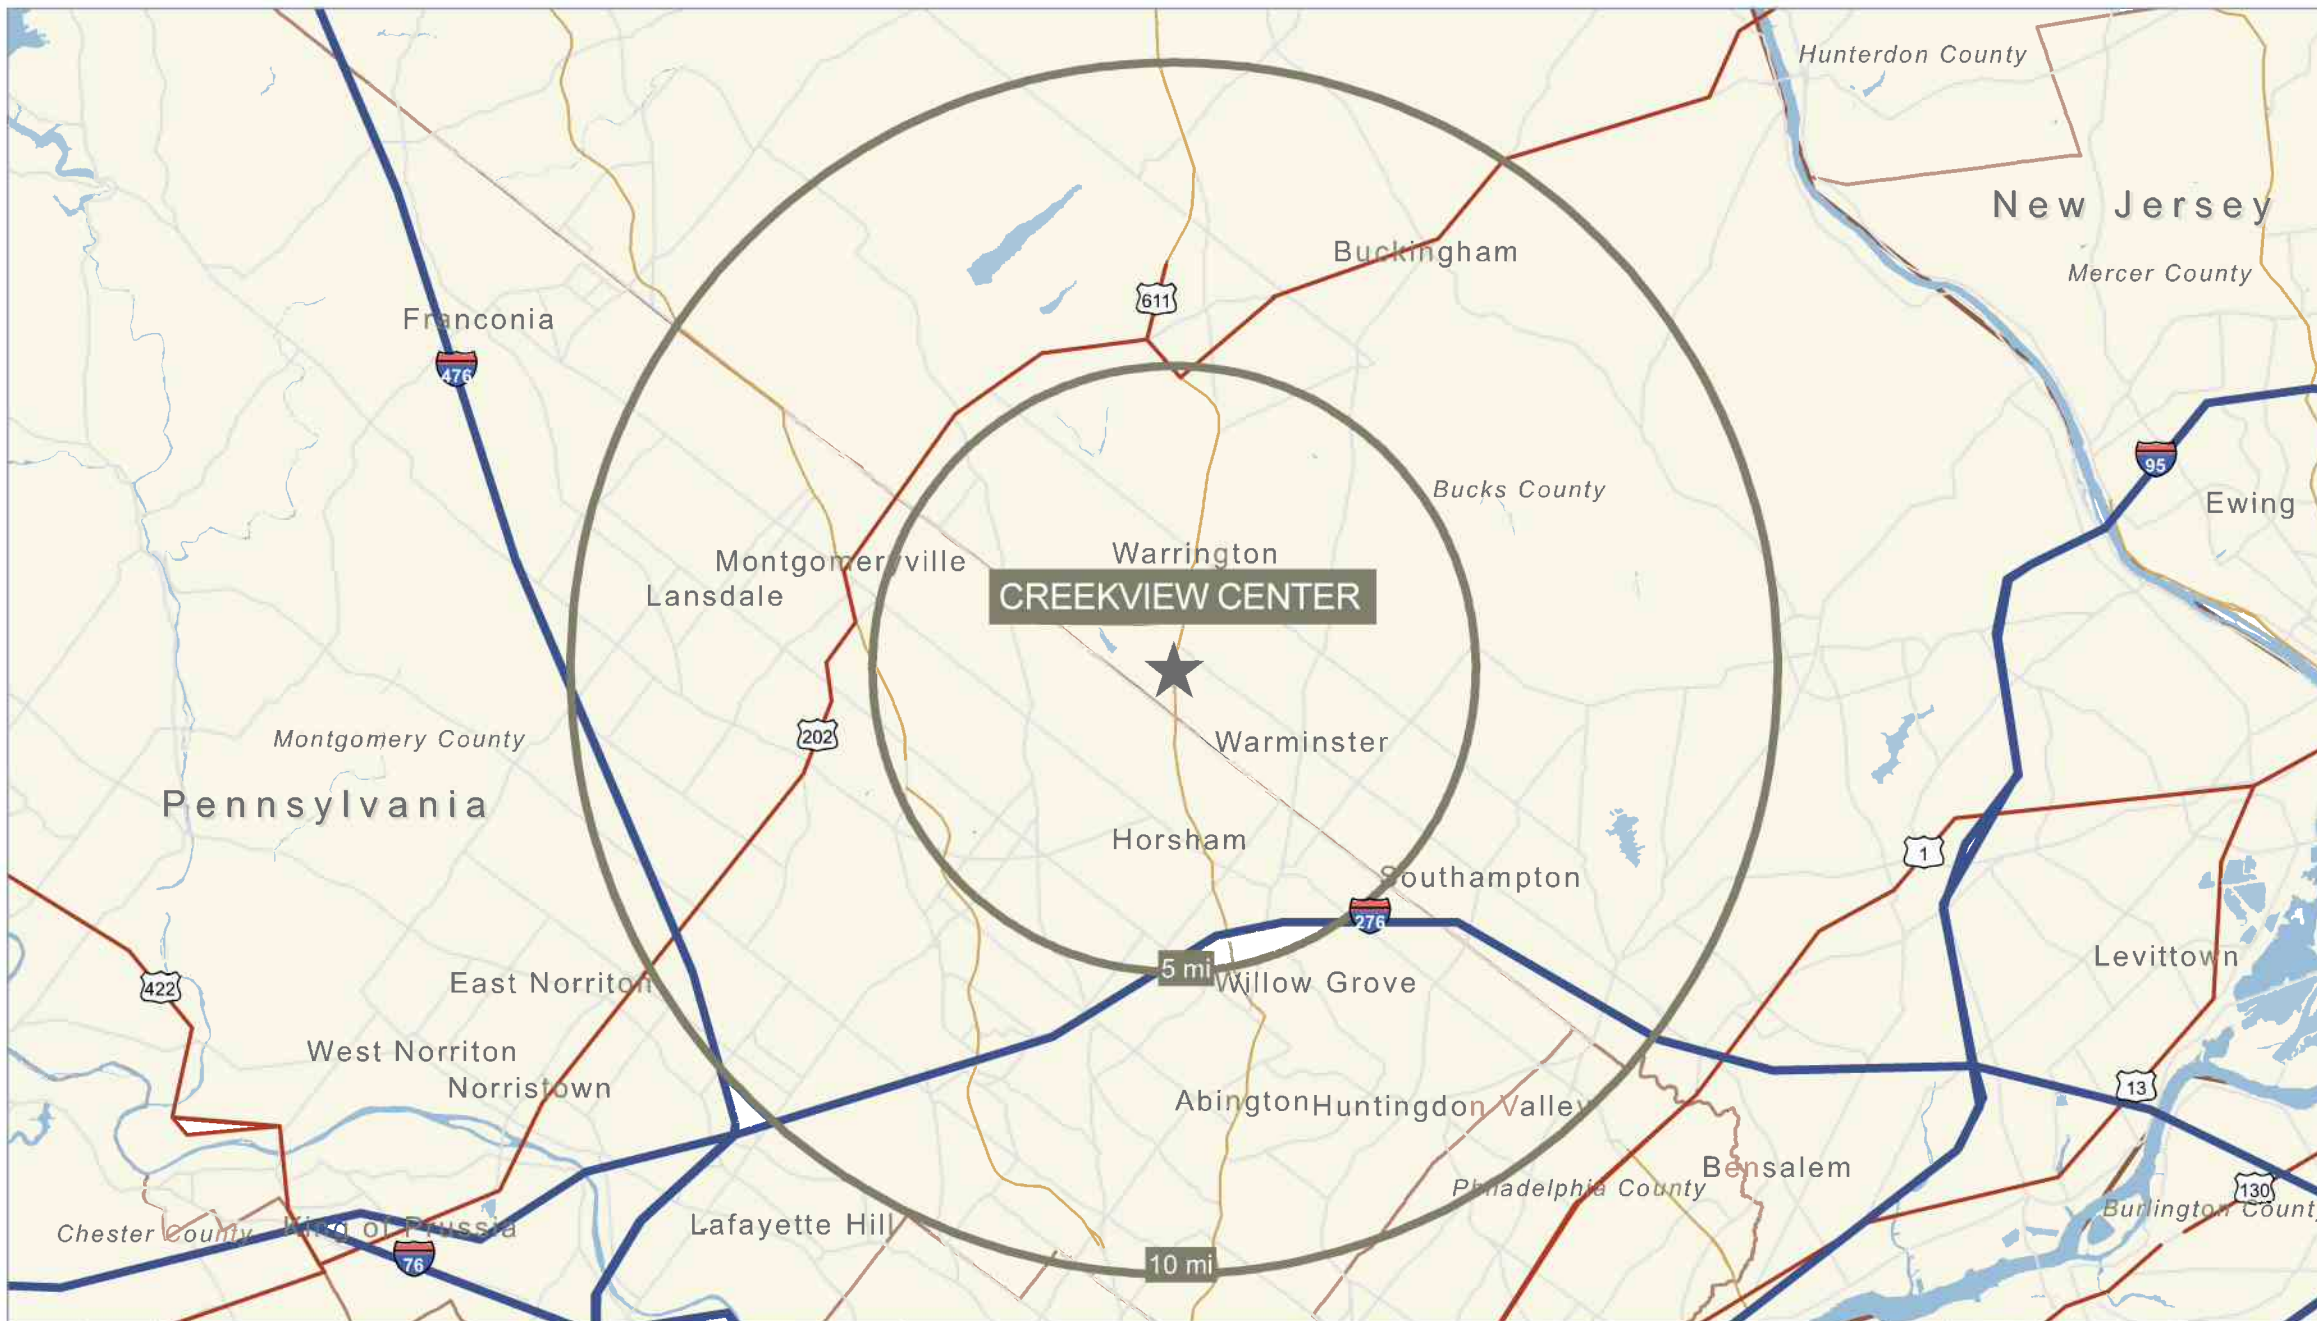 Hunterdon County
New Jersey
Buckingham
Mercer County
611
Franconia
476
95
Bucks County
Ewing
Warrington
Montgomeryville
Lansdale
CREEKVIEW CENTER
202
Montgomery County
Warminster
Pennsylvania
Horsham
1
Southampton
276
Levittown
5 mi
East Norriton
Willow Grove
422
West Norriton
Norristown
13
Abington
Huntingdon Valley
Bensalem
Philadelphia County
130
Burlington County
Lafayette Hill
King of Prussia
Chester County
76
10 mi